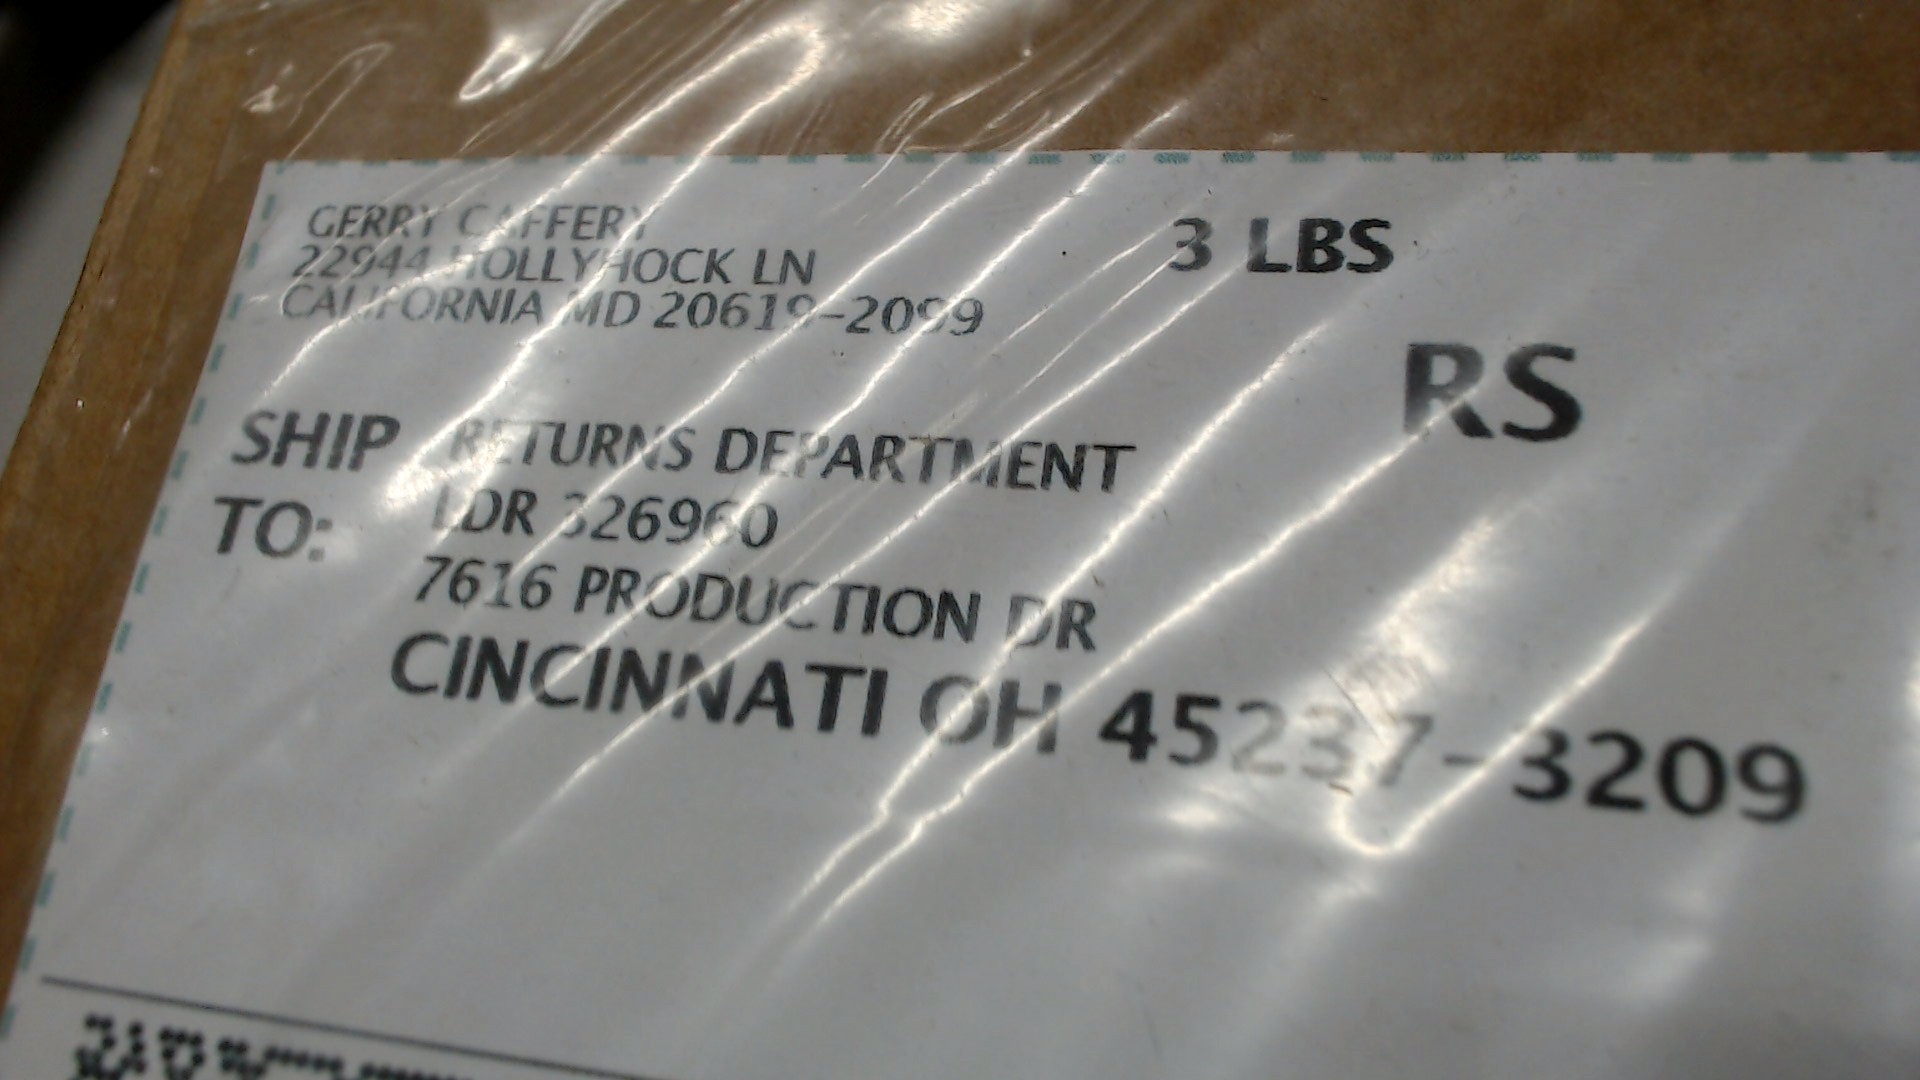 GERRY CAFFERY
22944 HOLLYHOCK LN
CALIFORNIA MD 20619-2099
3 LBS
RS
SHIP TO:
RETURNS DEPARTMENT
LDR 326960
7616 PRODUCTION DR
CINCINNATI OH 45237-3209